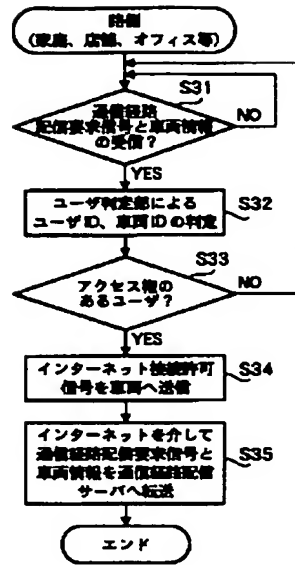 路側
(家庭、店舗、オフィス等)
S31
通信経路
配信要求信号と車両情報
の受信？
NO
YES
ユーザ判定部による
ユーザID、車両IDの判定
S32
S33
アクセス権の
あるユーザ？
NO
YES
インターネット接続許可
信号を車両へ送信
S34
インターネットを介して
通信経路配信要求信号と
車両情報を通信経路配信
サーバへ転送
S35
エンド